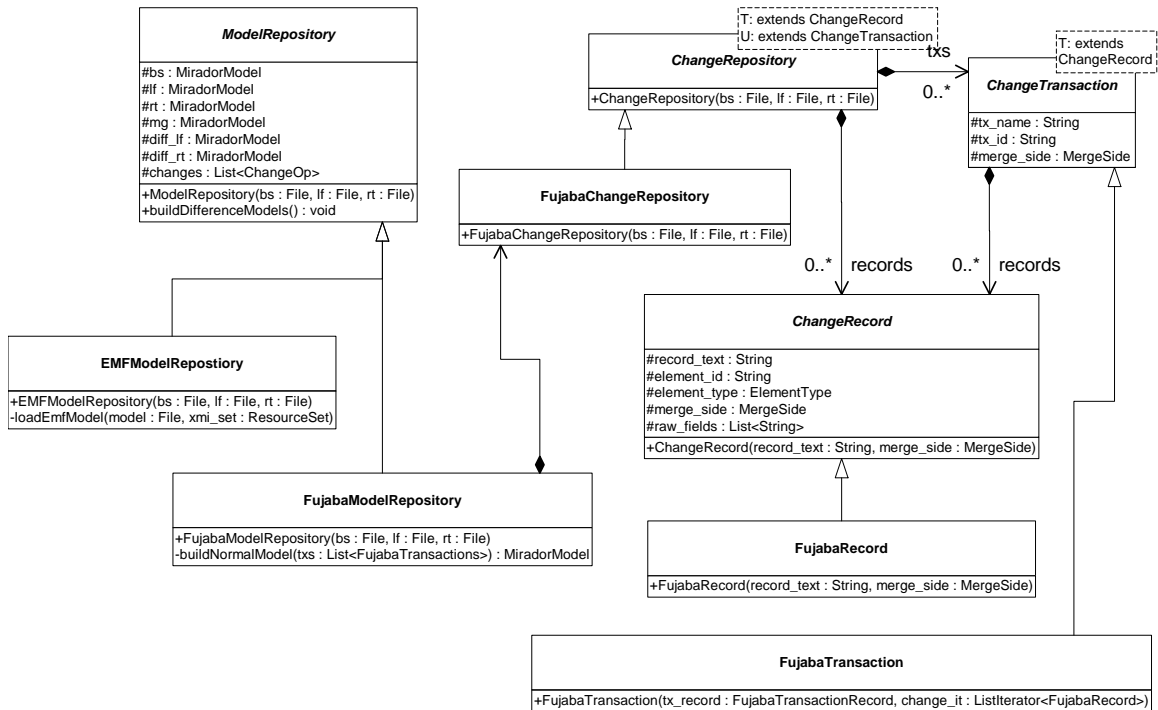 ModelRepository
#bs : MiradorModel
#lf : MiradorModel
#rt : MiradorModel
#mg : MiradorModel
#diff_lf : MiradorModel
#diff_rt : MiradorModel
#changes : List<ChangeOp>
+ModelRepository(bs : File, lf : File, rt : File)
+buildDifferenceModels() : void
T: extends ChangeRecord
U: extends ChangeTransaction
ChangeRepository
+ChangeRepository(bs : File, lf : File, rt : File)
txs
0..*
T: extends
ChangeRecord
ChangeTransaction
#tx_name : String
#tx_id : String
#merge_side : MergeSide
FujabaChangeRepository
+FujabaChangeRepository(bs : File, lf : File, rt : File)
0..* records
0..* records
ChangeRecord
#record_text : String
#element_id : String
#element_type : ElementType
#merge_side : MergeSide
#raw_fields : List<String>
+ChangeRecord(record_text : String, merge_side : MergeSide)
EMFModelRepostiory
+EMFModelRepository(bs : File, lf : File, rt : File)
-loadEmfModel(model : File, xmi_set : ResourceSet)
FujabaModelRepository
+FujabaModelRepository(bs : File, lf : File, rt : File)
-buildNormalModel(txs : List<FujabaTransactions>) : MiradorModel
FujabaRecord
+FujabaRecord(record_text : String, merge_side : MergeSide)
FujabaTransaction
+FujabaTransaction(tx_record : FujabaTransactionRecord, change_it : ListIterator<FujabaRecord>)